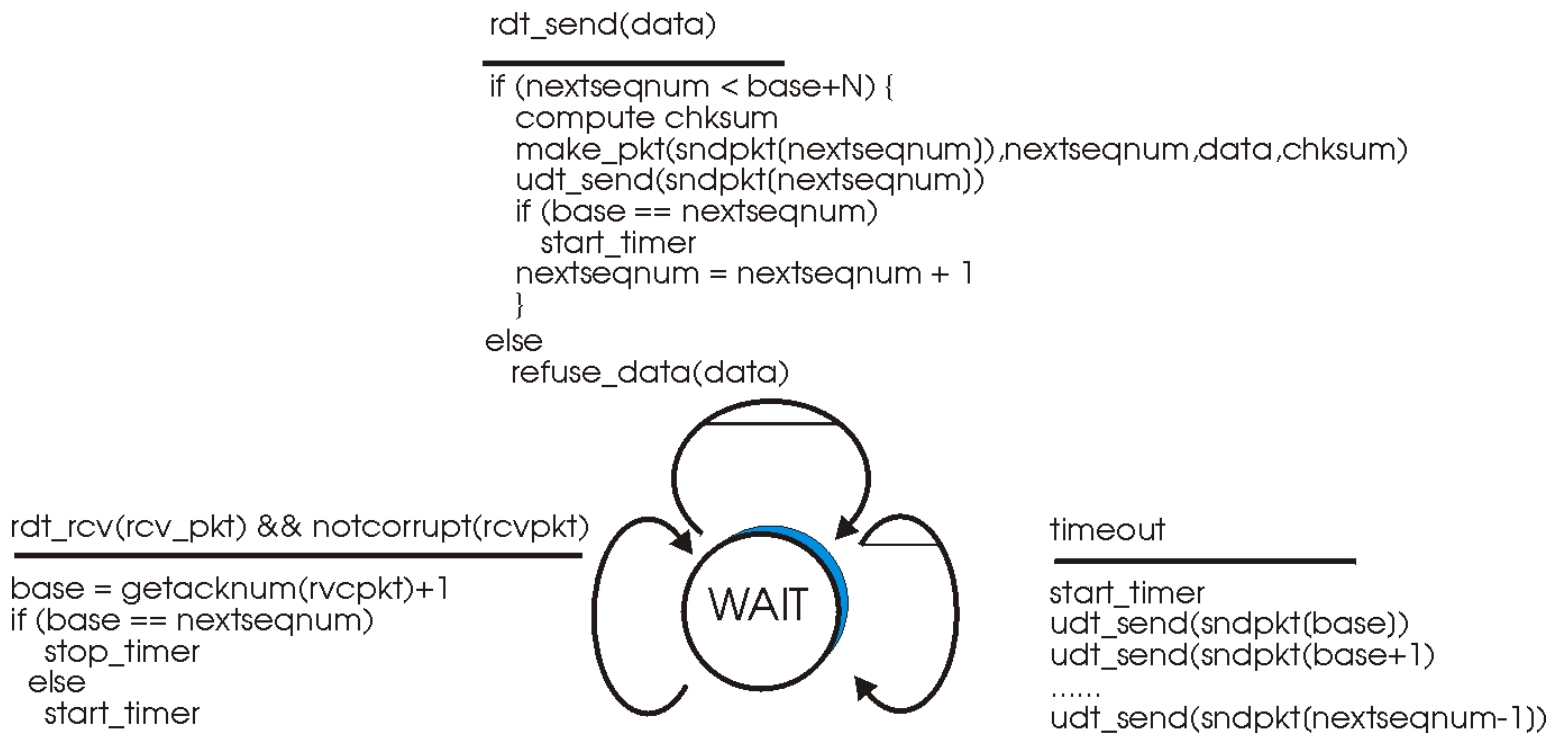 rdt_send(data)
if (nextseqnum < base+N) {
compute chksum
make_pkt(sndpkt(nextseqnum)),nextseqnum,data,chksum)
udt_send(sndpkt(nextseqnum))
if (base == nextseqnum)
start_timer
nextseqnum = nextseqnum + 1
}
else
refuse_data(data)
rdt_rcv(rcv_pkt) && notcorrupt(rcvpkt)
base = getacknum(rvcpkt)+1
if (base == nextseqnum)
stop_timer
else
start_timer
WAIT
timeout
start_timer
udt_send(sndpkt(base))
udt_send(sndpkt(base+1)
......
udt_send(sndpkt(nextseqnum-1))